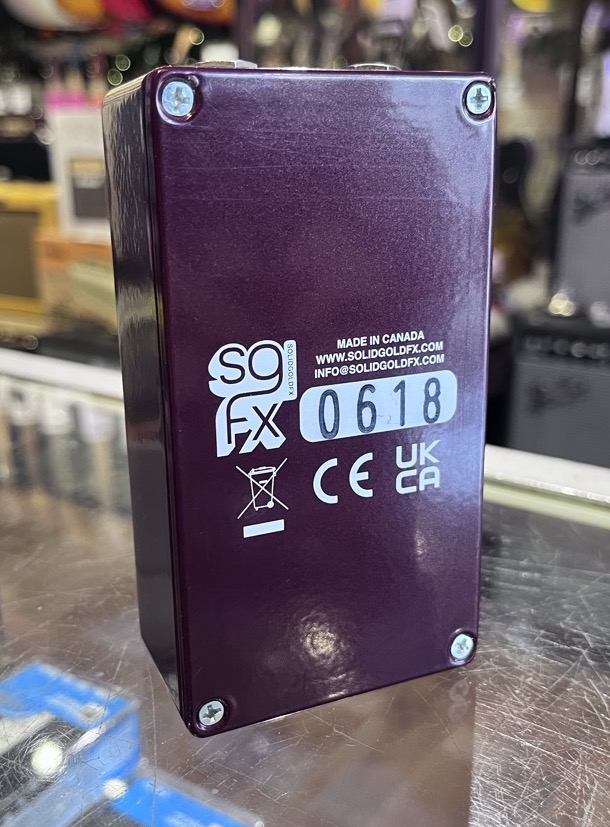 SG
FX
SOLIDGOLDFX
MADE IN CANADA
WWW.SOLIDGOLDFX.COM
INFO@SOLIDGOLDFX.COM
0618
CE
UK
CA